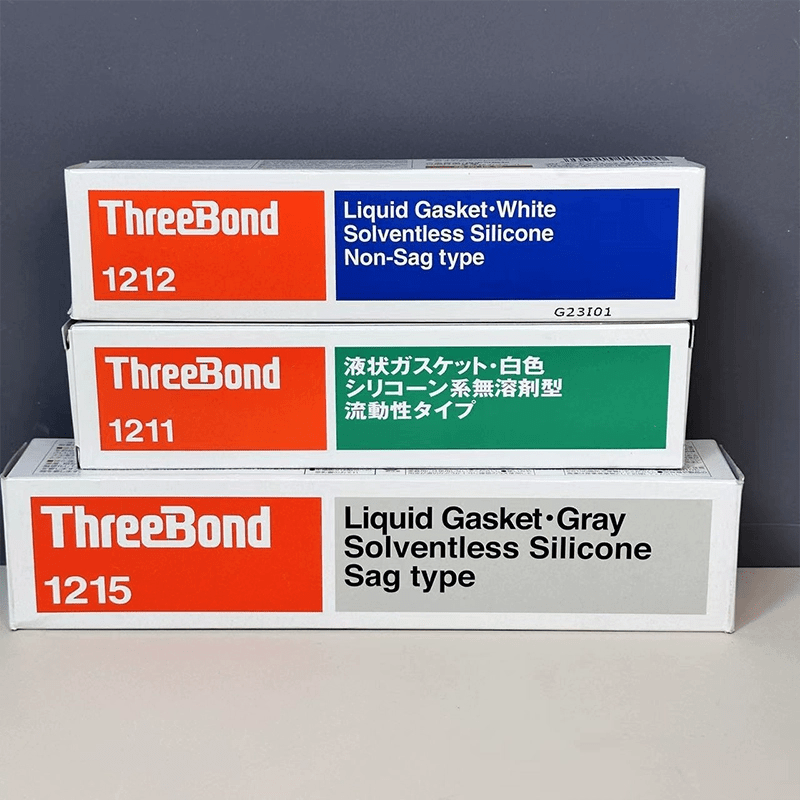 ThreeBond
1212
Liquid Gasket・White
Solventless Silicone
Non-Sag type
G23I01
ThreeBond
1211
液状ガスケット・白色
シリコーン系無溶剤型
流動性タイプ
ThreeBond
1215
Liquid Gasket・Gray
Solventless Silicone
Sag type